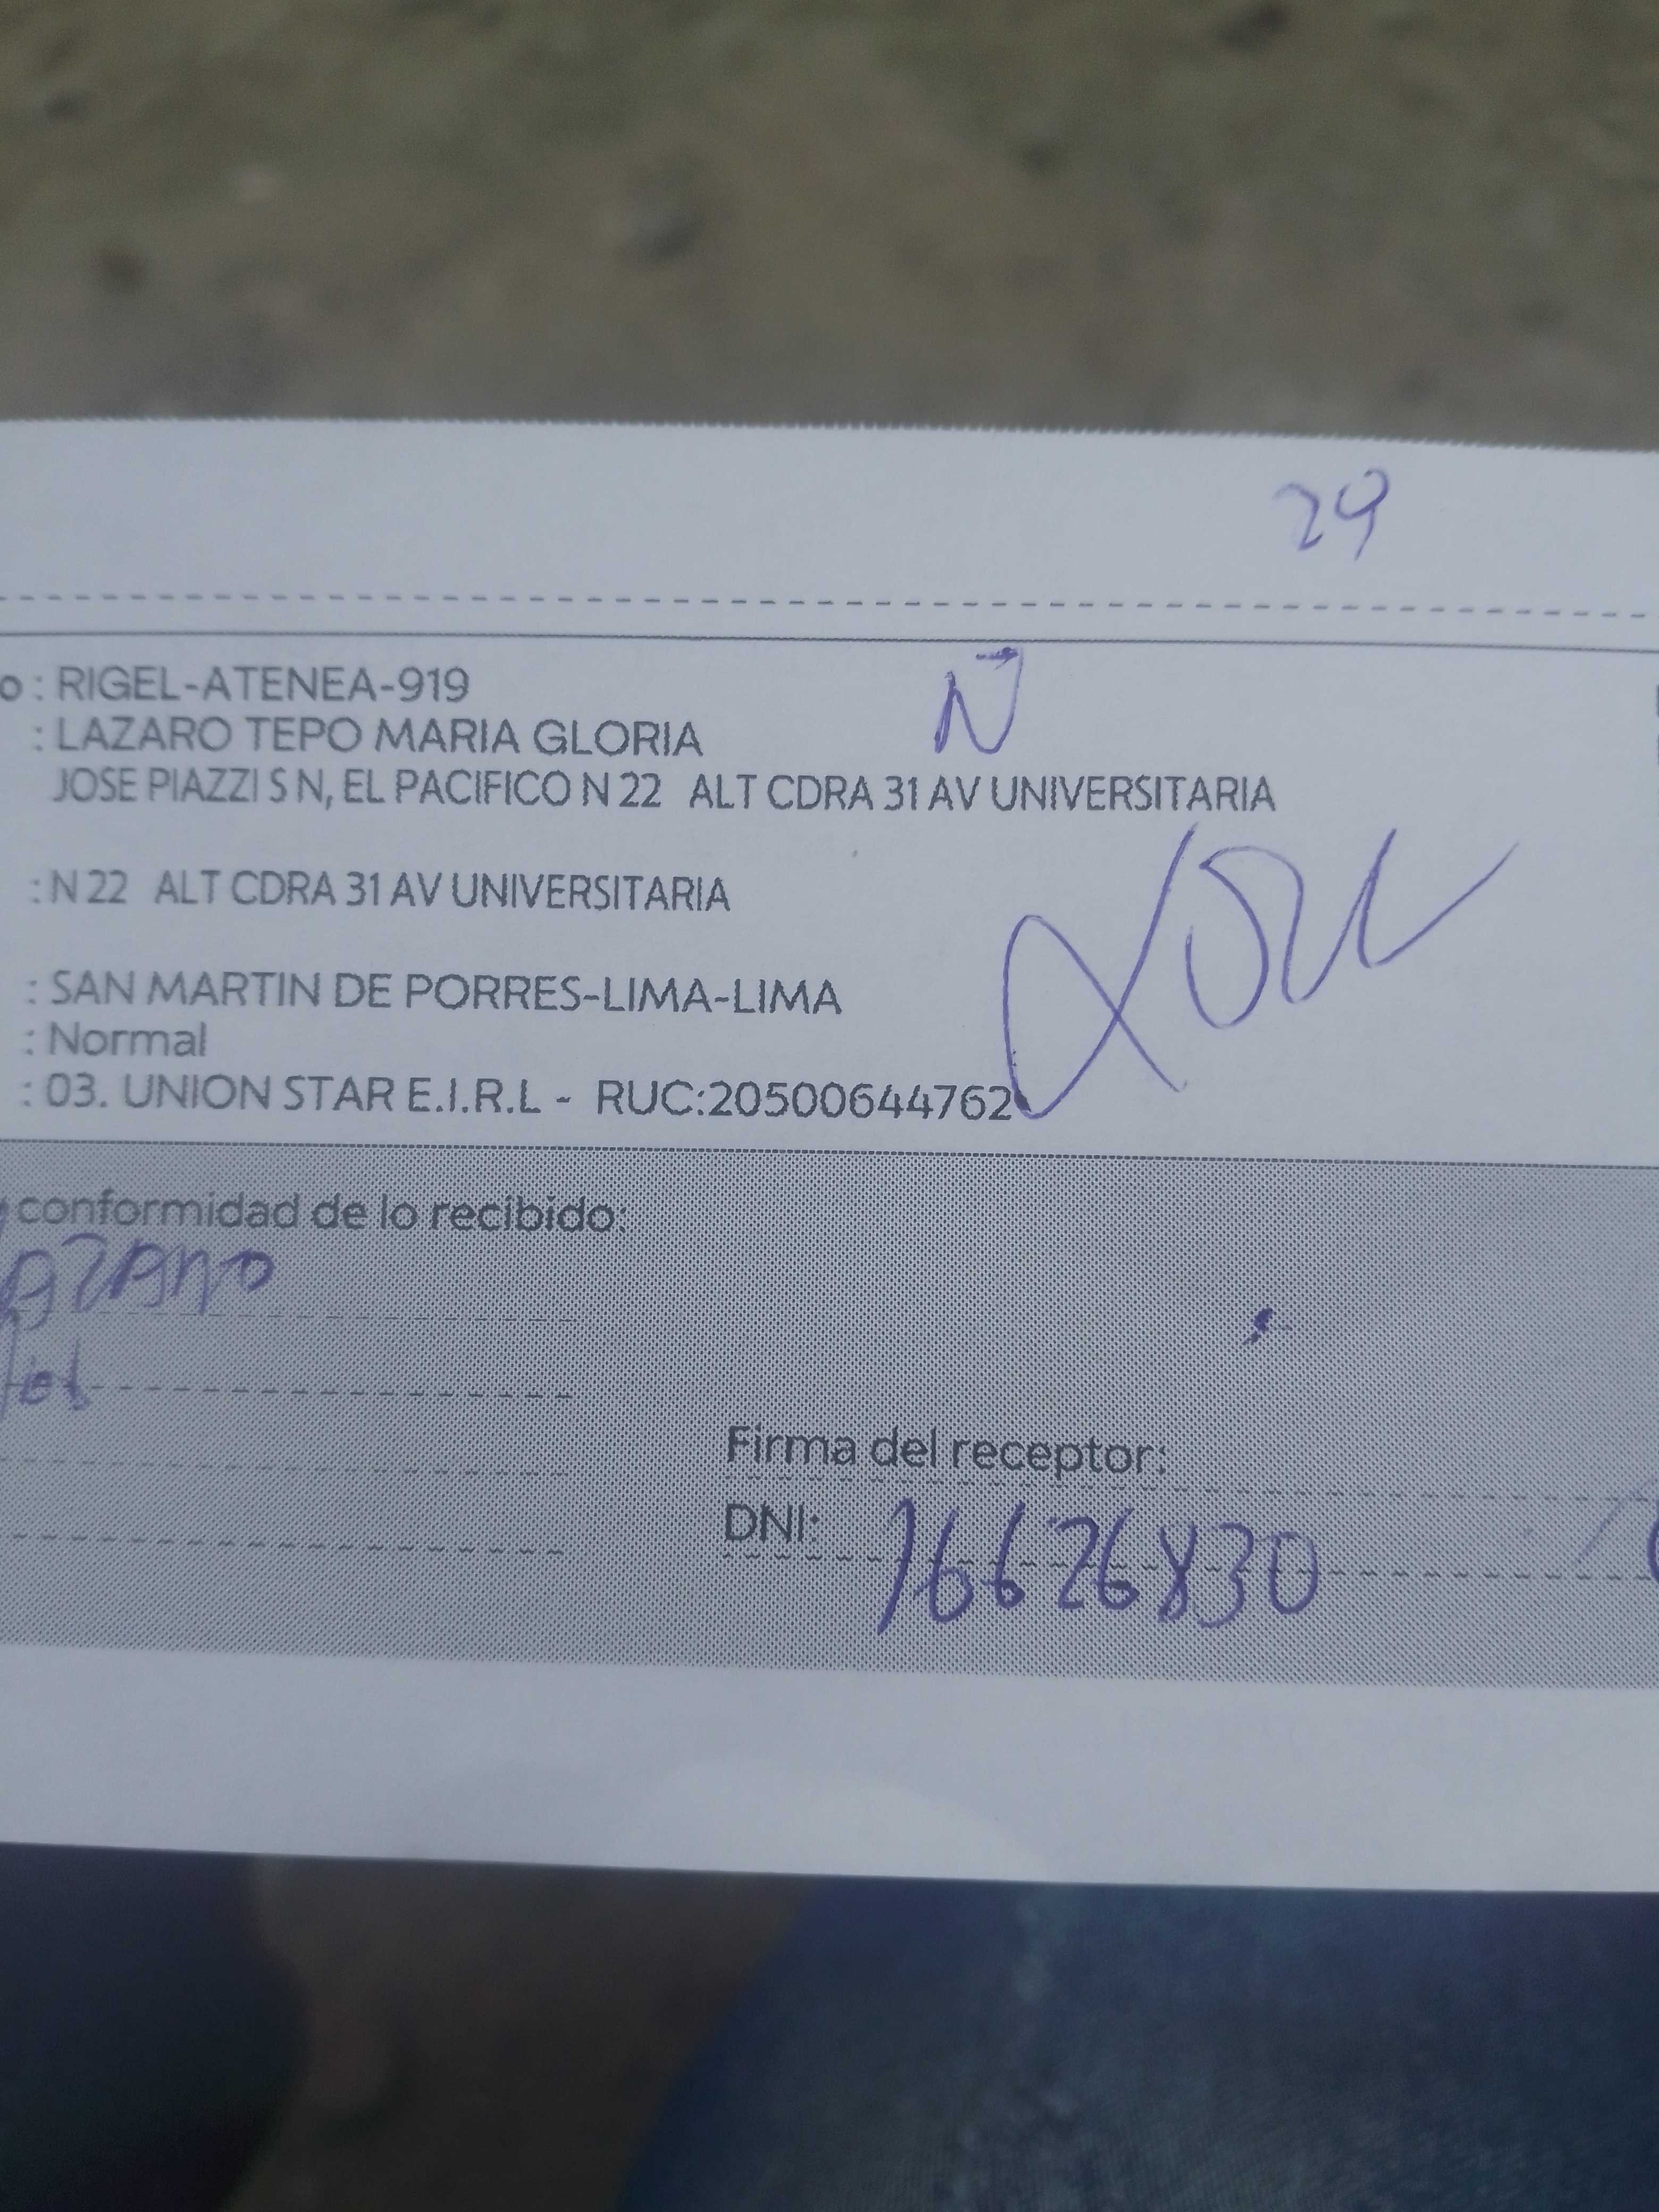 29
o : RIGEL-ATENEA-919
N
: LAZARO TEPO MARIA GLORIA
JOSE PIAZZI S N, EL PACIFICO N 22 ALT CDRA 31 AV UNIVERSITARIA
: N 22 ALT CDRA 31 AV UNIVERSITARIA
: SAN MARTIN DE PORRES-LIMA-LIMA
: Normal
: 03. UNION STAR E.I.R.L - RUC:20500644762
conformidad de lo recibido:
Firma del receptor:
DNI: 16626830